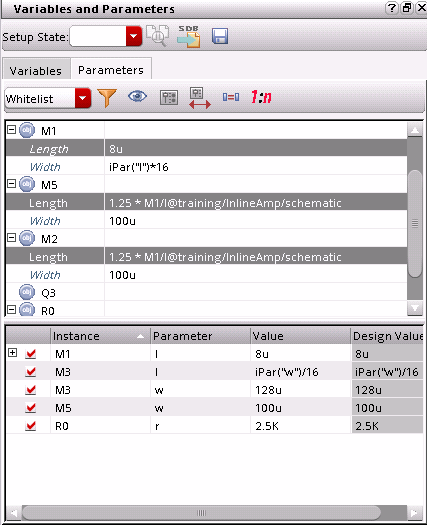 Variables and Parameters
Setup State:
SDB
Variables Parameters
Whitelist 1:n
M1
Length 8u
Width iPar("l")*16
M5
Length 1.25 * M1/l@training/InlineAmp/schematic
Width 100u
M2
Length 1.25 * M1/l@training/InlineAmp/schematic
Width 100u
Q3
R0
Instance Parameter Value Design Value
M1 l 8u 8u
M3 l iPar("w")/16 iPar("w")/16
M3 w 128u 128u
M5 w 100u 100u
R0 r 2.5K 2.5K